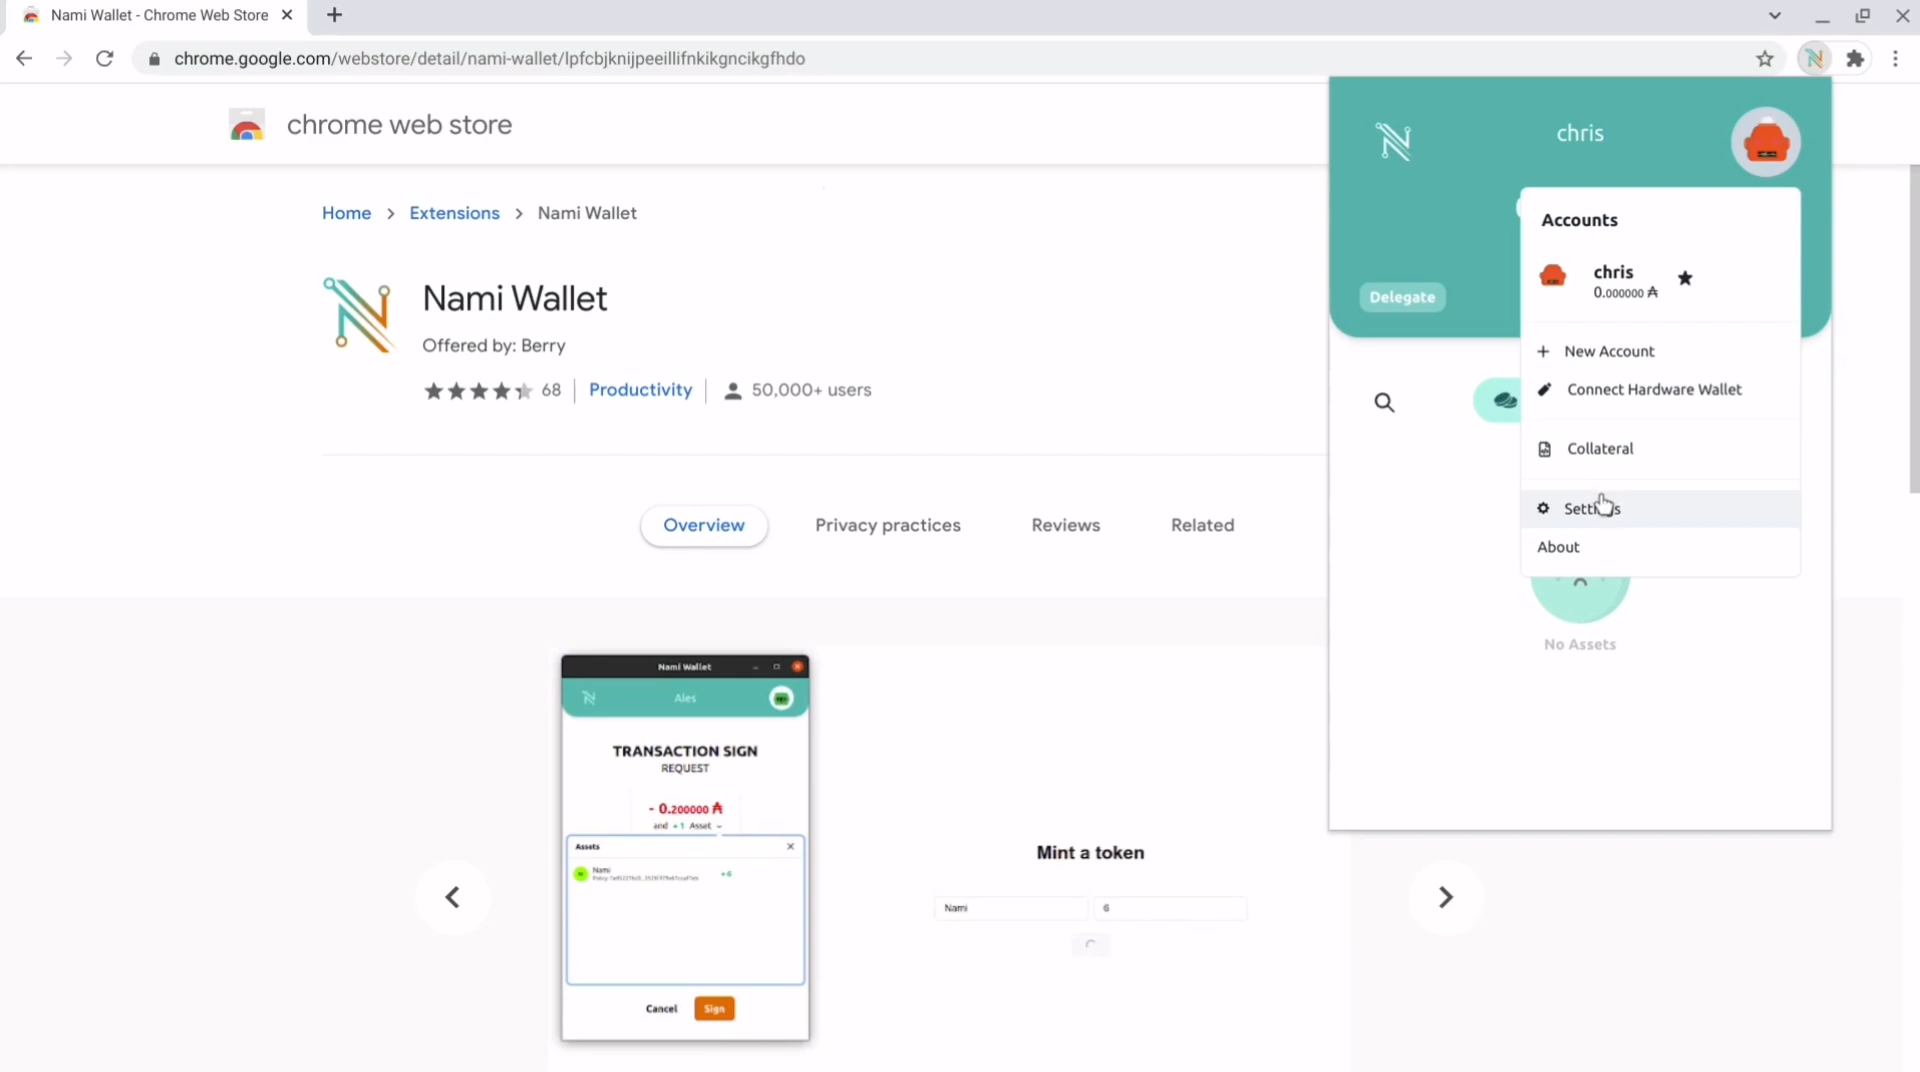 Nami Wallet - Chrome Web Store
chrome.google.com/webstore/detail/nami-wallet/lpfcbjknijpeeillifnkikgncikgfhdo
chrome web store
Home > Extensions > Nami Wallet
Nami Wallet
Offered by: Berry
68 Productivity 50,000+ users
Overview Privacy practices Reviews Related
chris
Delegate
Accounts
chris
0.000000 ₳
New Account
Connect Hardware Wallet
Collateral
Settings
About
No Assets
Nami Wallet
Ales
TRANSACTION SIGN
REQUEST
- 0.200000 ₳
and +1 Asset
Assets
Nami
+6
Cancel Sign
Mint a token
Nami 6